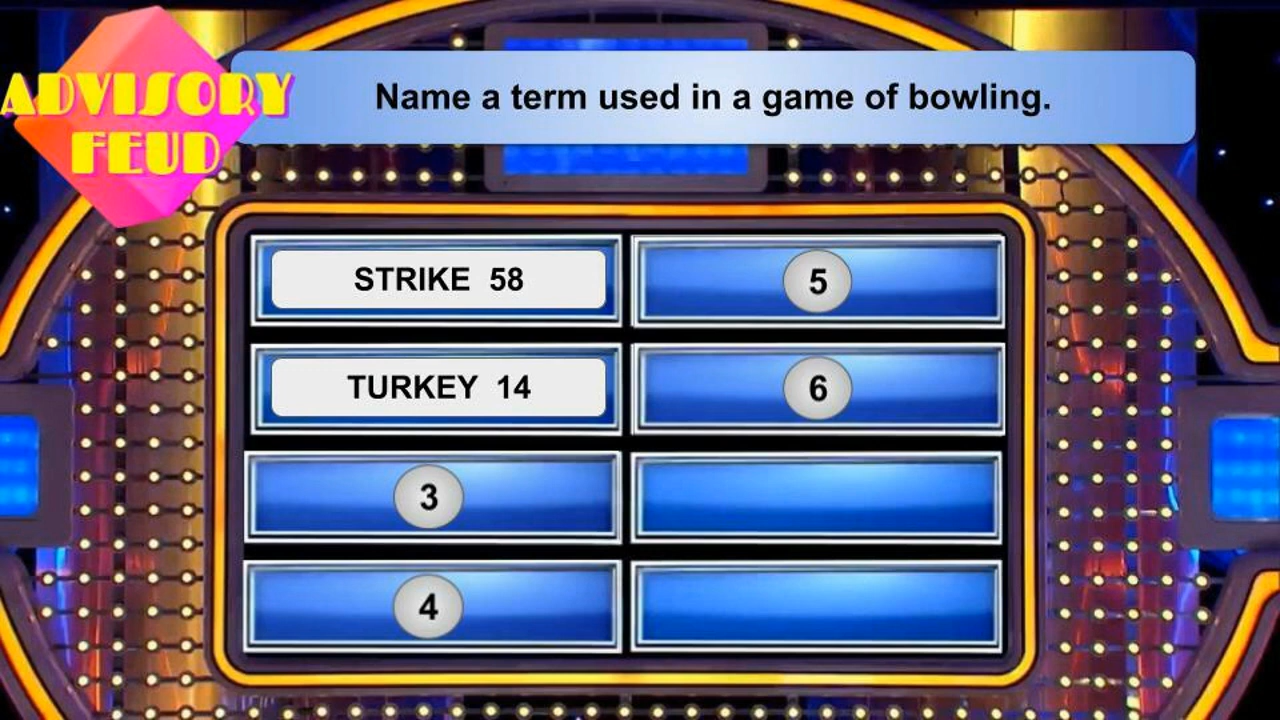 ADVISORY
FEUD
Name a term used in a game of bowling.
STRIKE 58
5
TURKEY 14
6
3
4